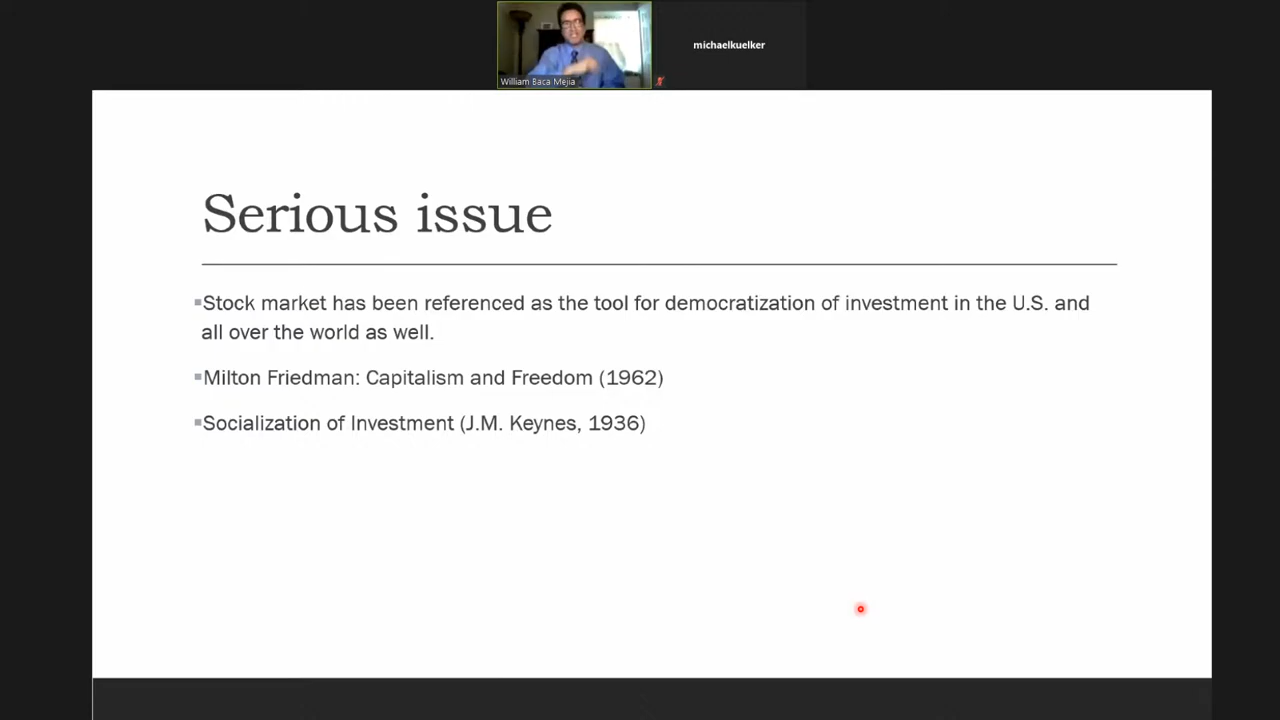 William Baca Mejia
michaelkuelker
Serious issue
▪Stock market has been referenced as the tool for democratization of investment in the U.S. and
all over the world as well.
▪Milton Friedman: Capitalism and Freedom (1962)
▪Socialization of Investment (J.M. Keynes, 1936)